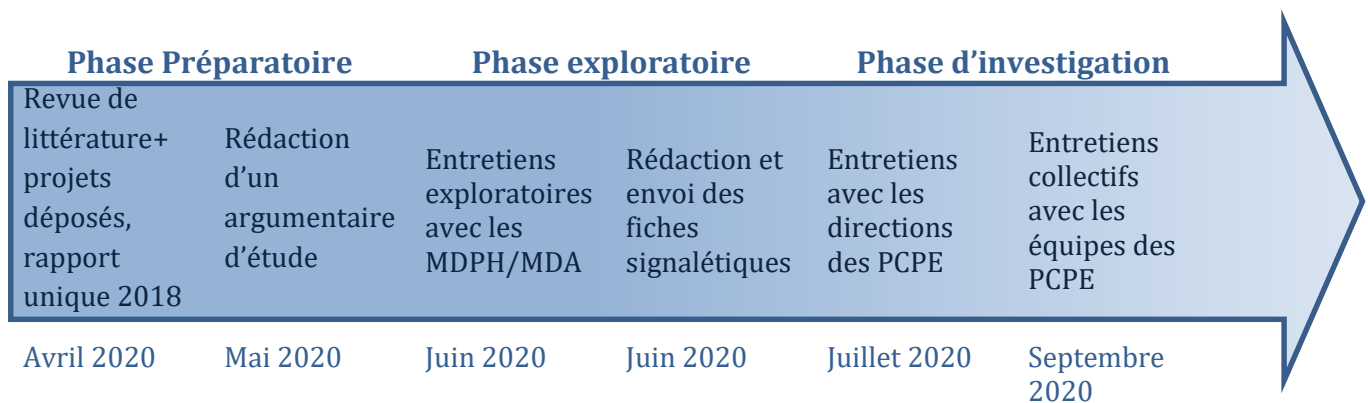 Phase Préparatoire
Phase exploratoire
Phase d’investigation
Revue de
littérature+
projets
déposés,
rapport
unique 2018
Rédaction
d’un
argumentaire
d’étude
Entretiens
exploratoires
avec les
MDPH/MDA
Rédaction et
envoi des
fiches
signalétiques
Entretiens
avec les
directions
des PCPE
Entretiens
collectifs
avec les
équipes des
PCPE
Avril 2020
Mai 2020
Juin 2020
Juin 2020
Juillet 2020
Septembre
2020